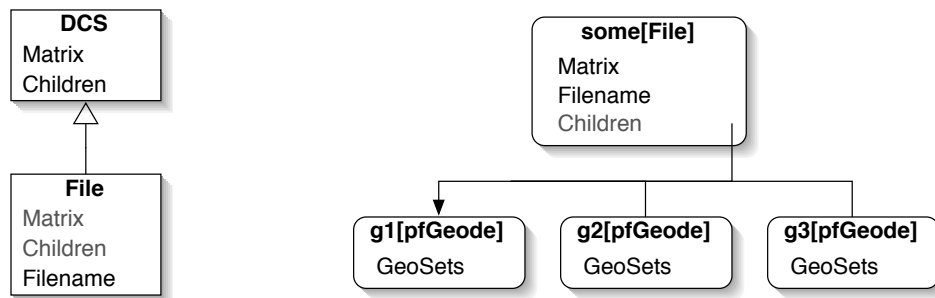 DCS
Matrix
Children
File
Matrix
Children
Filename
some[File]
Matrix
Filename
Children
g1[pfGeode]
GeoSets
g2[pfGeode]
GeoSets
g3[pfGeode]
GeoSets